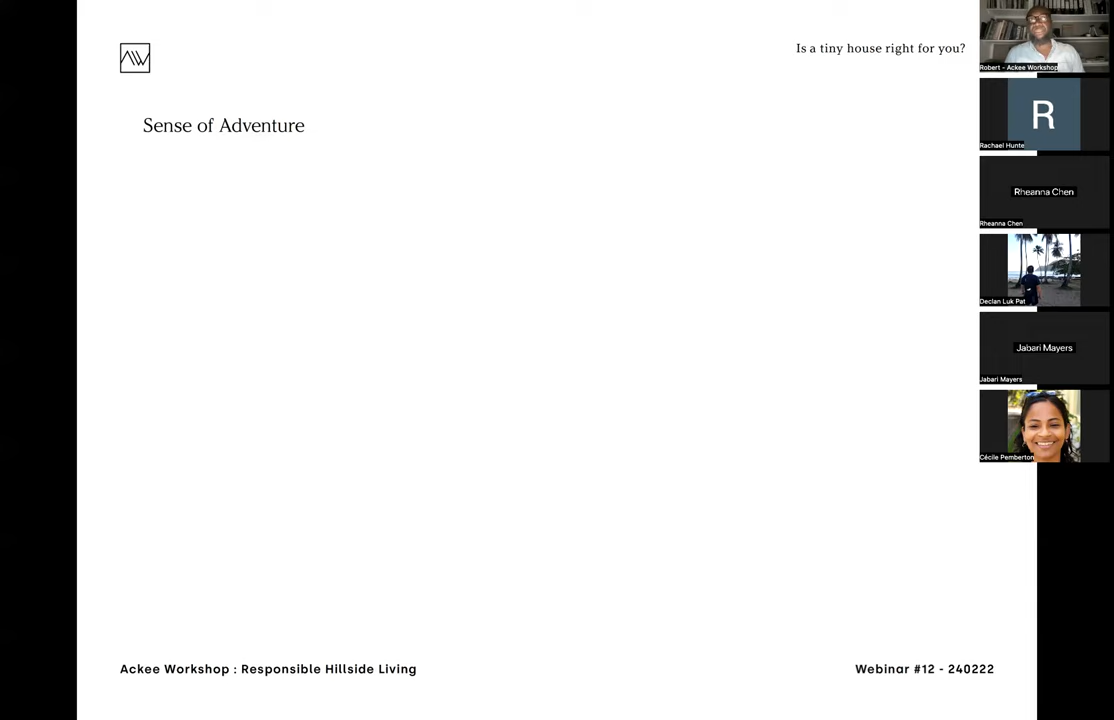 Is a tiny house right for you?
Sense of Adventure
Ackee Workshop : Responsible Hillside Living
Webinar #12 - 240222
Robert - Ackee Workshop
R
Rachael Hunte
Rheanna Chen
Rheanna Chen
Declan Luk Pat
Jabari Mayers
Jabari Mayers
Cécile Pemberton